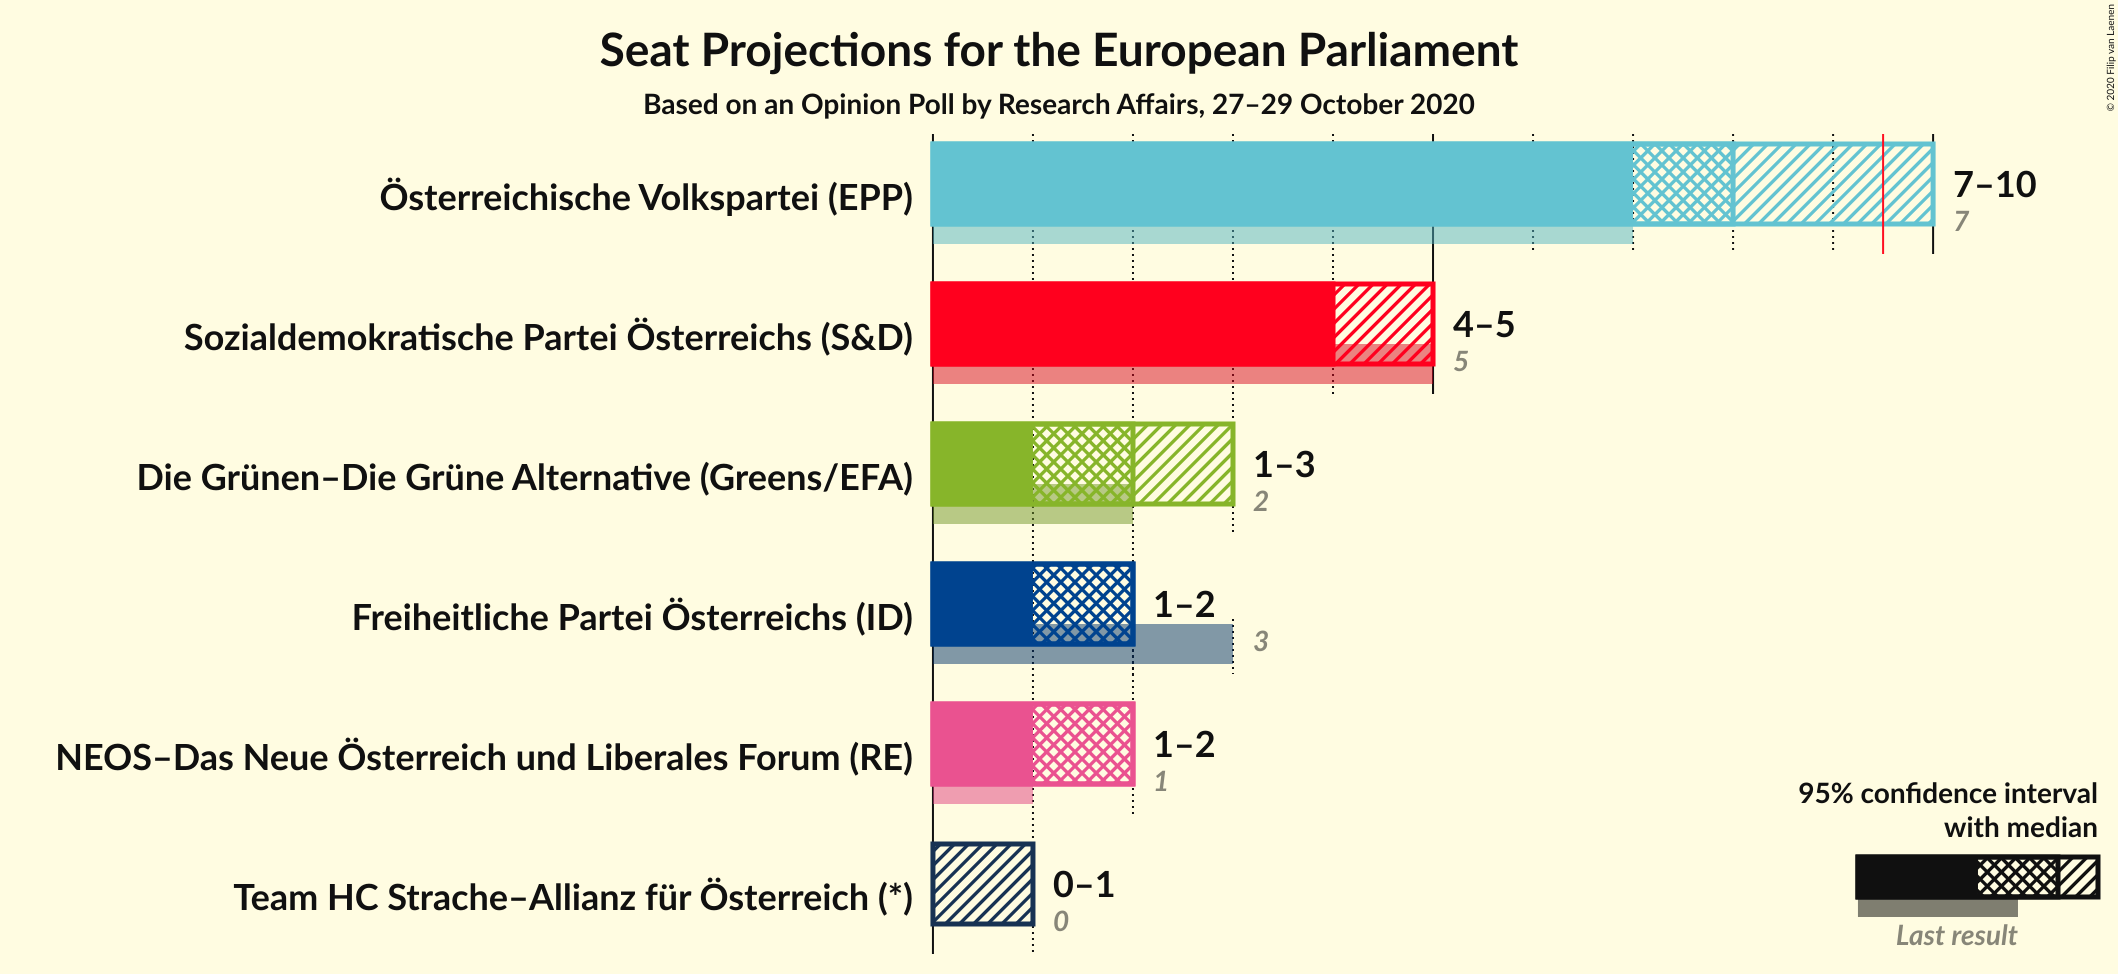 Seat Projections for the European Parliament
Based on an Opinion Poll by Research Affairs, 27–29 October 2020
© 2020 Filip van Laenen
Österreichische Volkspartei (EPP)
7–10
7
Sozialdemokratische Partei Österreichs (S&D)
4–5
5
Die Grünen–Die Grüne Alternative (Greens/EFA)
1–3
2
Freiheitliche Partei Österreichs (ID)
1–2
3
NEOS–Das Neue Österreich und Liberales Forum (RE)
1–2
1
Team HC Strache–Allianz für Österreich (*)
0–1
0
95% confidence interval
with median
Last result